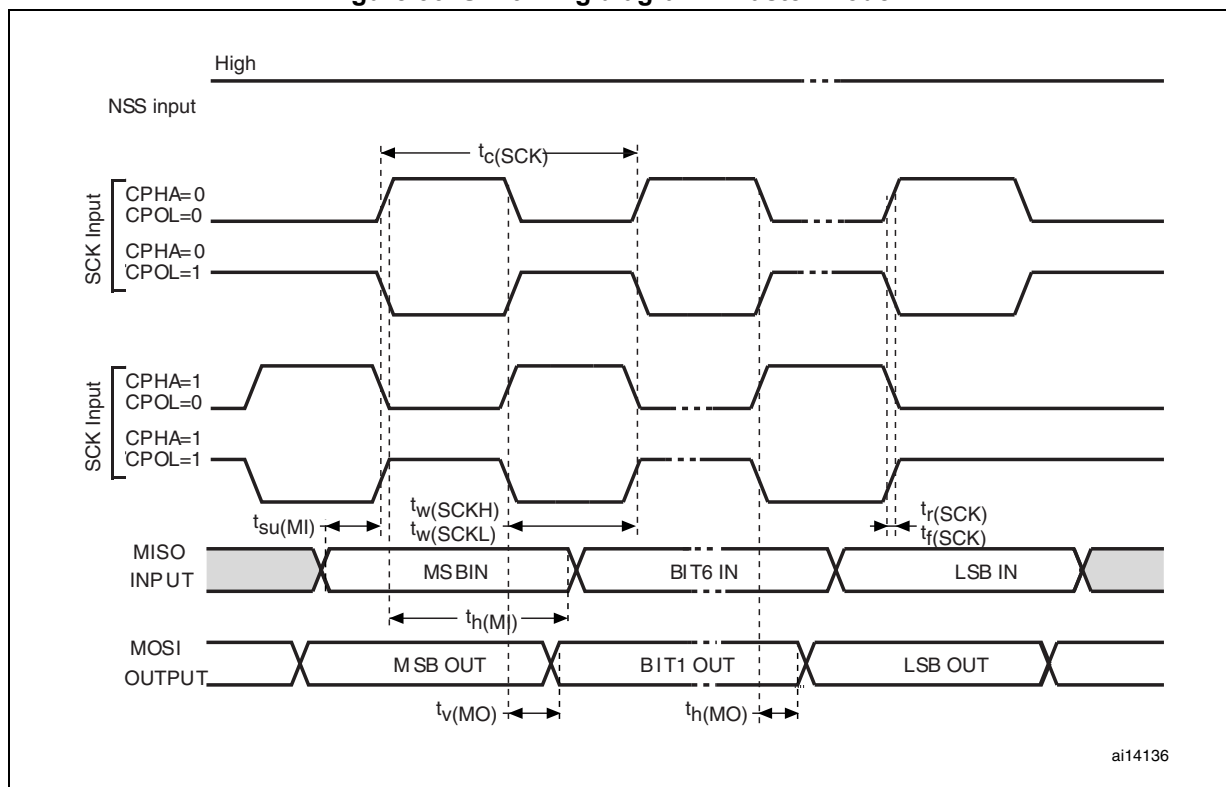 High
NSS input
tc(SCK)
SCK Input
CPHA=0
CPOL=0
CPHA=0
CPOL=1
SCK Input
CPHA=1
CPOL=0
CPHA=1
CPOL=1
tsu(MI)
tw(SCKH)
tw(SCKL)
tr(SCK)
tf(SCK)
MISO
INPUT
MSBIN
BIT6 IN
LSB IN
th(MI)
MOSI
OUTPUT
MSB OUT
BIT1 OUT
LSB OUT
tv(MO)
th(MO)
ai14136